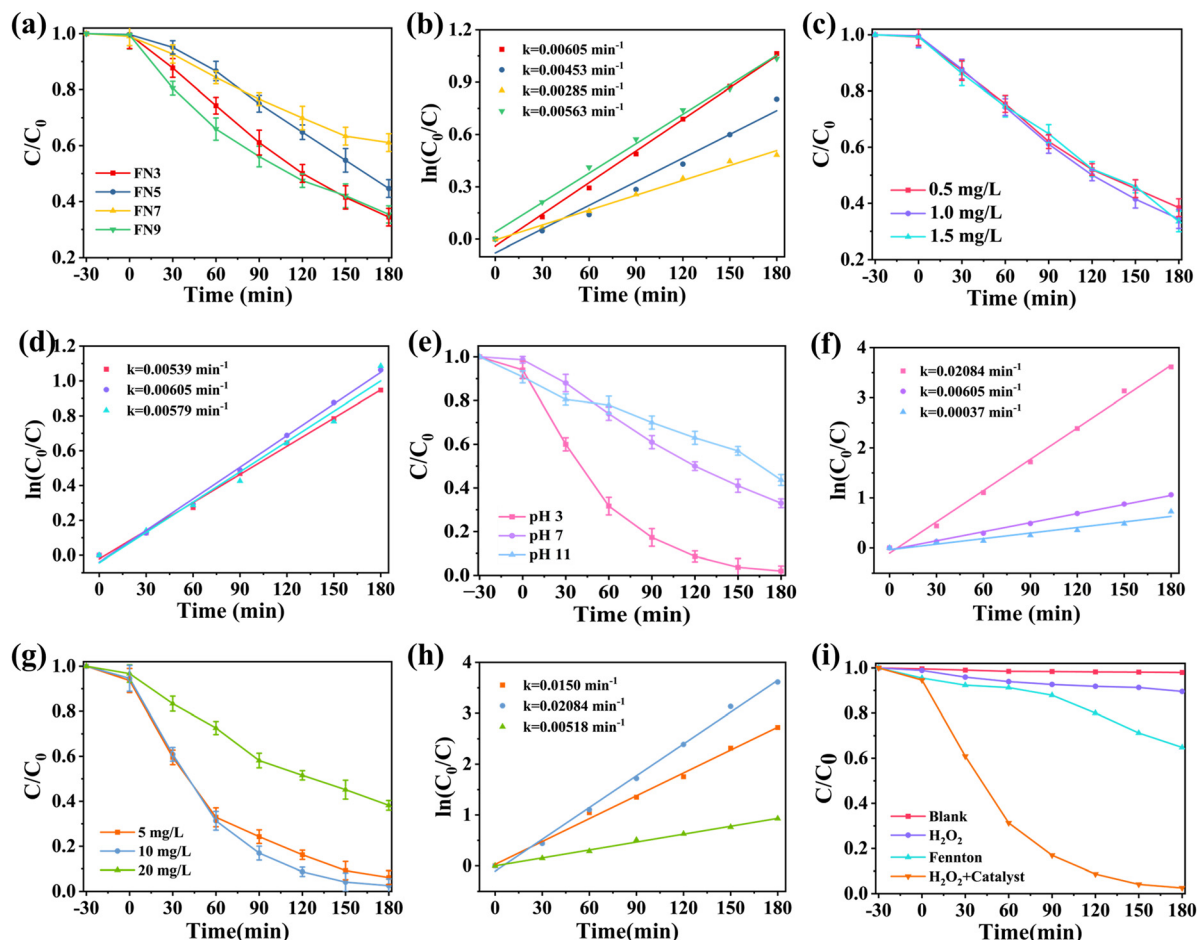 (a)
1.0
0.8
0.6
0.4
0.2
C/C0
FN3
FN5
FN7
FN9
-30 0 30 60 90 120 150 180
Time (min)
(b)
1.5
1.2
0.9
0.6
0.3
0.0
ln(C0/C)
k=0.00605 min-1
k=0.00453 min-1
k=0.00285 min-1
k=0.00563 min-1
0 30 60 90 120 150 180
Time (min)
(c)
1.0
0.8
0.6
0.4
0.2
C/C0
0.5 mg/L
1.0 mg/L
1.5 mg/L
-30 0 30 60 90 120 150 180
Time (min)
(d)
1.2
1.0
0.8
0.6
0.4
0.2
0.0
ln(C0/C)
k=0.00539 min-1
k=0.00605 min-1
k=0.00579 min-1
0 30 60 90 120 150 180
Time (min)
(e)
1.0
0.8
0.6
0.4
0.2
0.0
C/C0
pH 3
pH 7
pH 11
−30 0 30 60 90 120 150 180
Time (min)
(f)
4
3
2
1
0
ln(C0/C)
k=0.02084 min-1
k=0.00605 min-1
k=0.00037 min-1
0 30 60 90 120 150 180
Time (min)
(g)
1.0
0.8
0.6
0.4
0.2
0.0
C/C0
5 mg/L
10 mg/L
20 mg/L
-30 0 30 60 90 120 150 180
Time(min)
(h)
4
3
2
1
0
ln(C0/C)
k=0.0150 min-1
k=0.02084 min-1
k=0.00518 min-1
0 30 60 90 120 150 180
Time(min)
(i)
1.0
0.8
0.6
0.4
0.2
0.0
C/C0
Blank
H2O2
Fennton
H2O2+Catalyst
-30 0 30 60 90 120 150 180
Time(min)